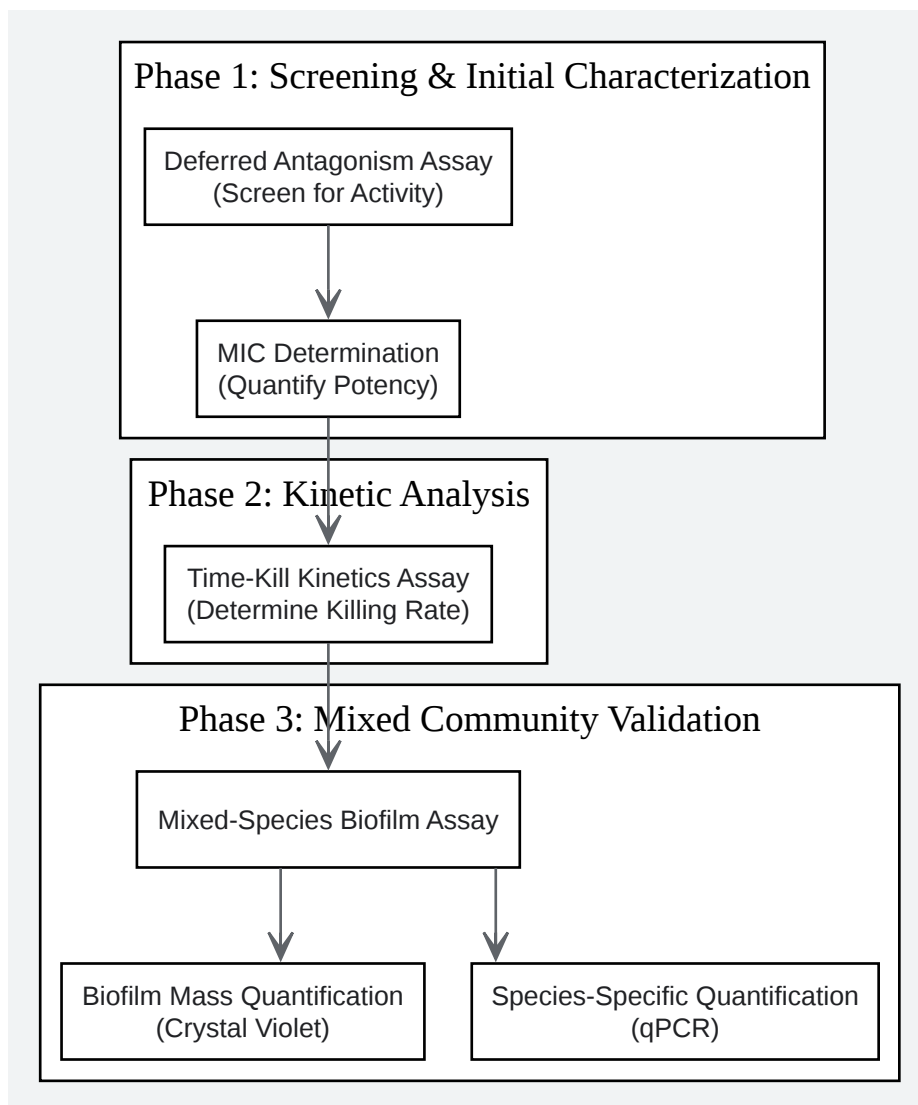 Phase 1: Screening & Initial Characterization
Deferred Antagonism Assay
(Screen for Activity)
MIC Determination
(Quantify Potency)
Phase 2: Kinetic Analysis
Time-Kill Kinetics Assay
(Determine Killing Rate)
Phase 3: Mixed Community Validation
Mixed-Species Biofilm Assay
Biofilm Mass Quantification
(Crystal Violet)
Species-Specific Quantification
(qPCR)